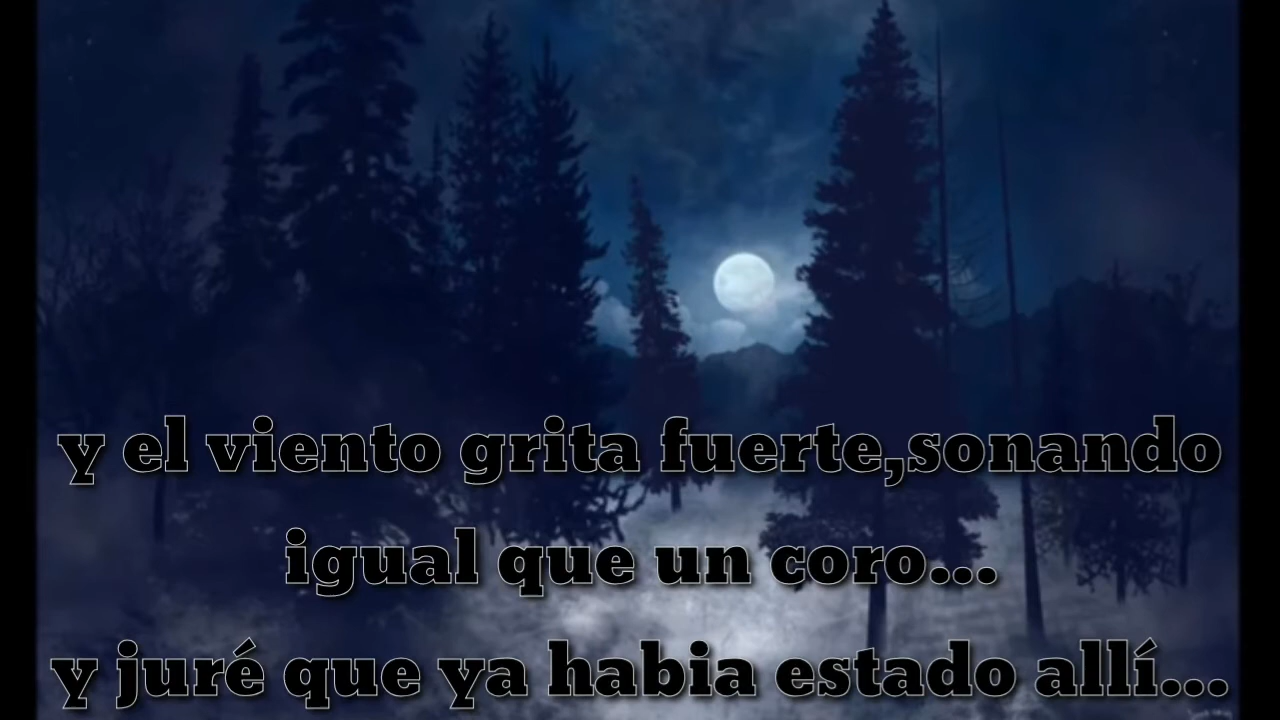 y el viento grita fuerte,sonando
igual que un coro...
y juré que ya habia estado allí...